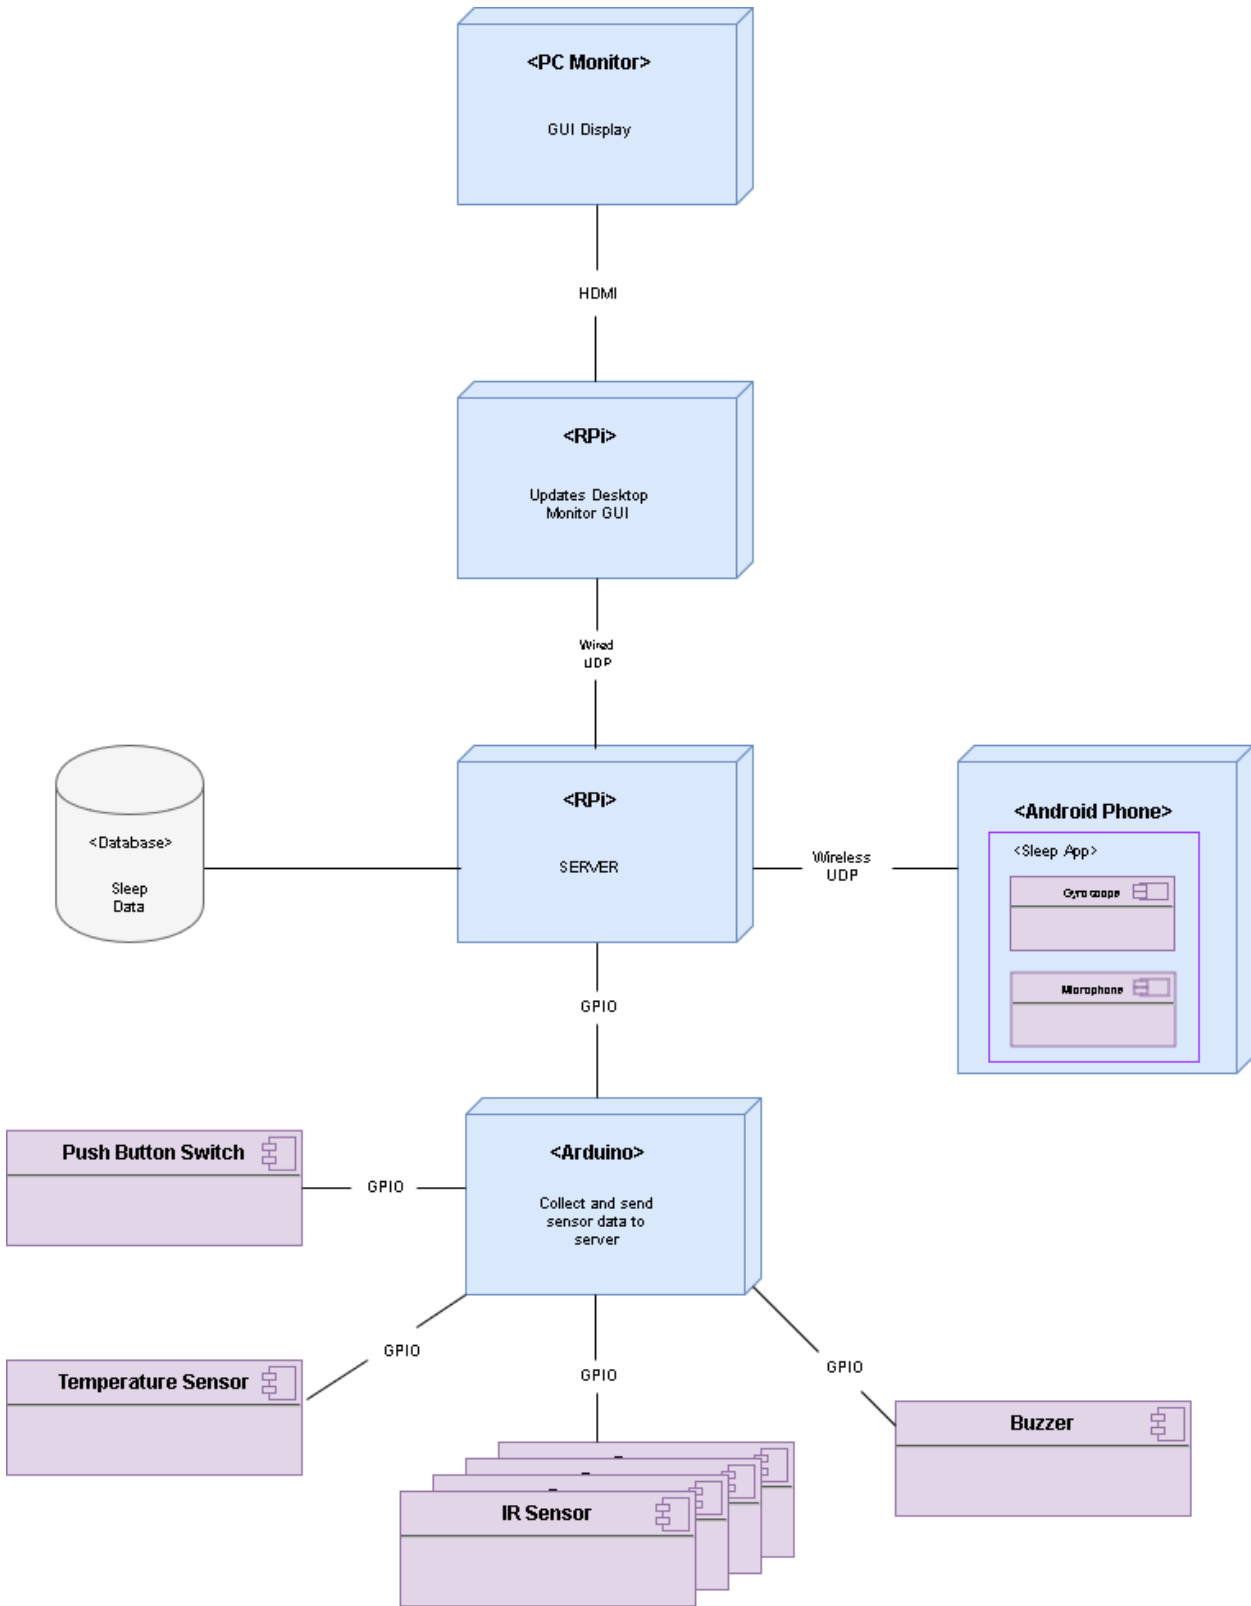 <PC Monitor>
GUI Display
HDMI
<RPi>
Updates Desktop
Monitor GUI
Wired
UDP
<Database>
Sleep
Data
<RPi>
SERVER
Wireless
UDP
<Android Phone>
<Sleep App>
Gyroscope
Microphone
GPIO
Push Button Switch
GPIO
<Arduino>
Collect and send
sensor data to
server
GPIO
GPIO
GPIO
Temperature Sensor
Buzzer
IR Sensor